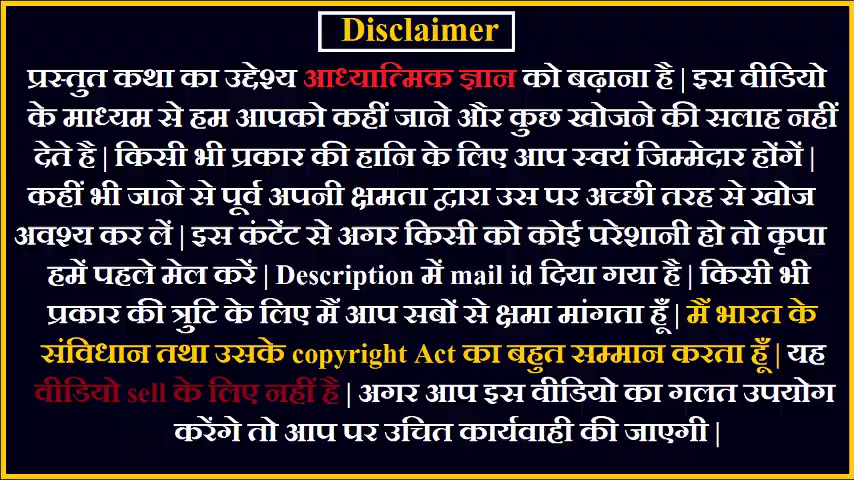 Disclaimer
प्रस्तुत कथा का उद्देश्य आध्यात्मिक ज्ञान को बढ़ाना है | इस वीडियो
के माध्यम से हम आपको कहीं जाने और कुछ खोजने की सलाह नहीं
देते है | किसी भी प्रकार की हानि के लिए आप स्वयं जिम्मेदार होंगें |
कहीं भी जाने से पूर्व अपनी क्षमता द्वारा उस पर अच्छी तरह से खोज
अवश्य कर लें | इस कंटेंट से अगर किसी को कोई परेशानी हो तो कृपा
हमें पहले मेल करें | Description में mail id दिया गया है | किसी भी
प्रकार की त्रुटि के लिए मैं आप सबों से क्षमा मांगता हूँ | मैं भारत के
संविधान तथा उसके copyright Act का बहुत सम्मान करता हूँ | यह
वीडियो sell के लिए नहीं है | अगर आप इस वीडियो का गलत उपयोग
करेंगे तो आप पर उचित कार्यवाही की जाएगी |